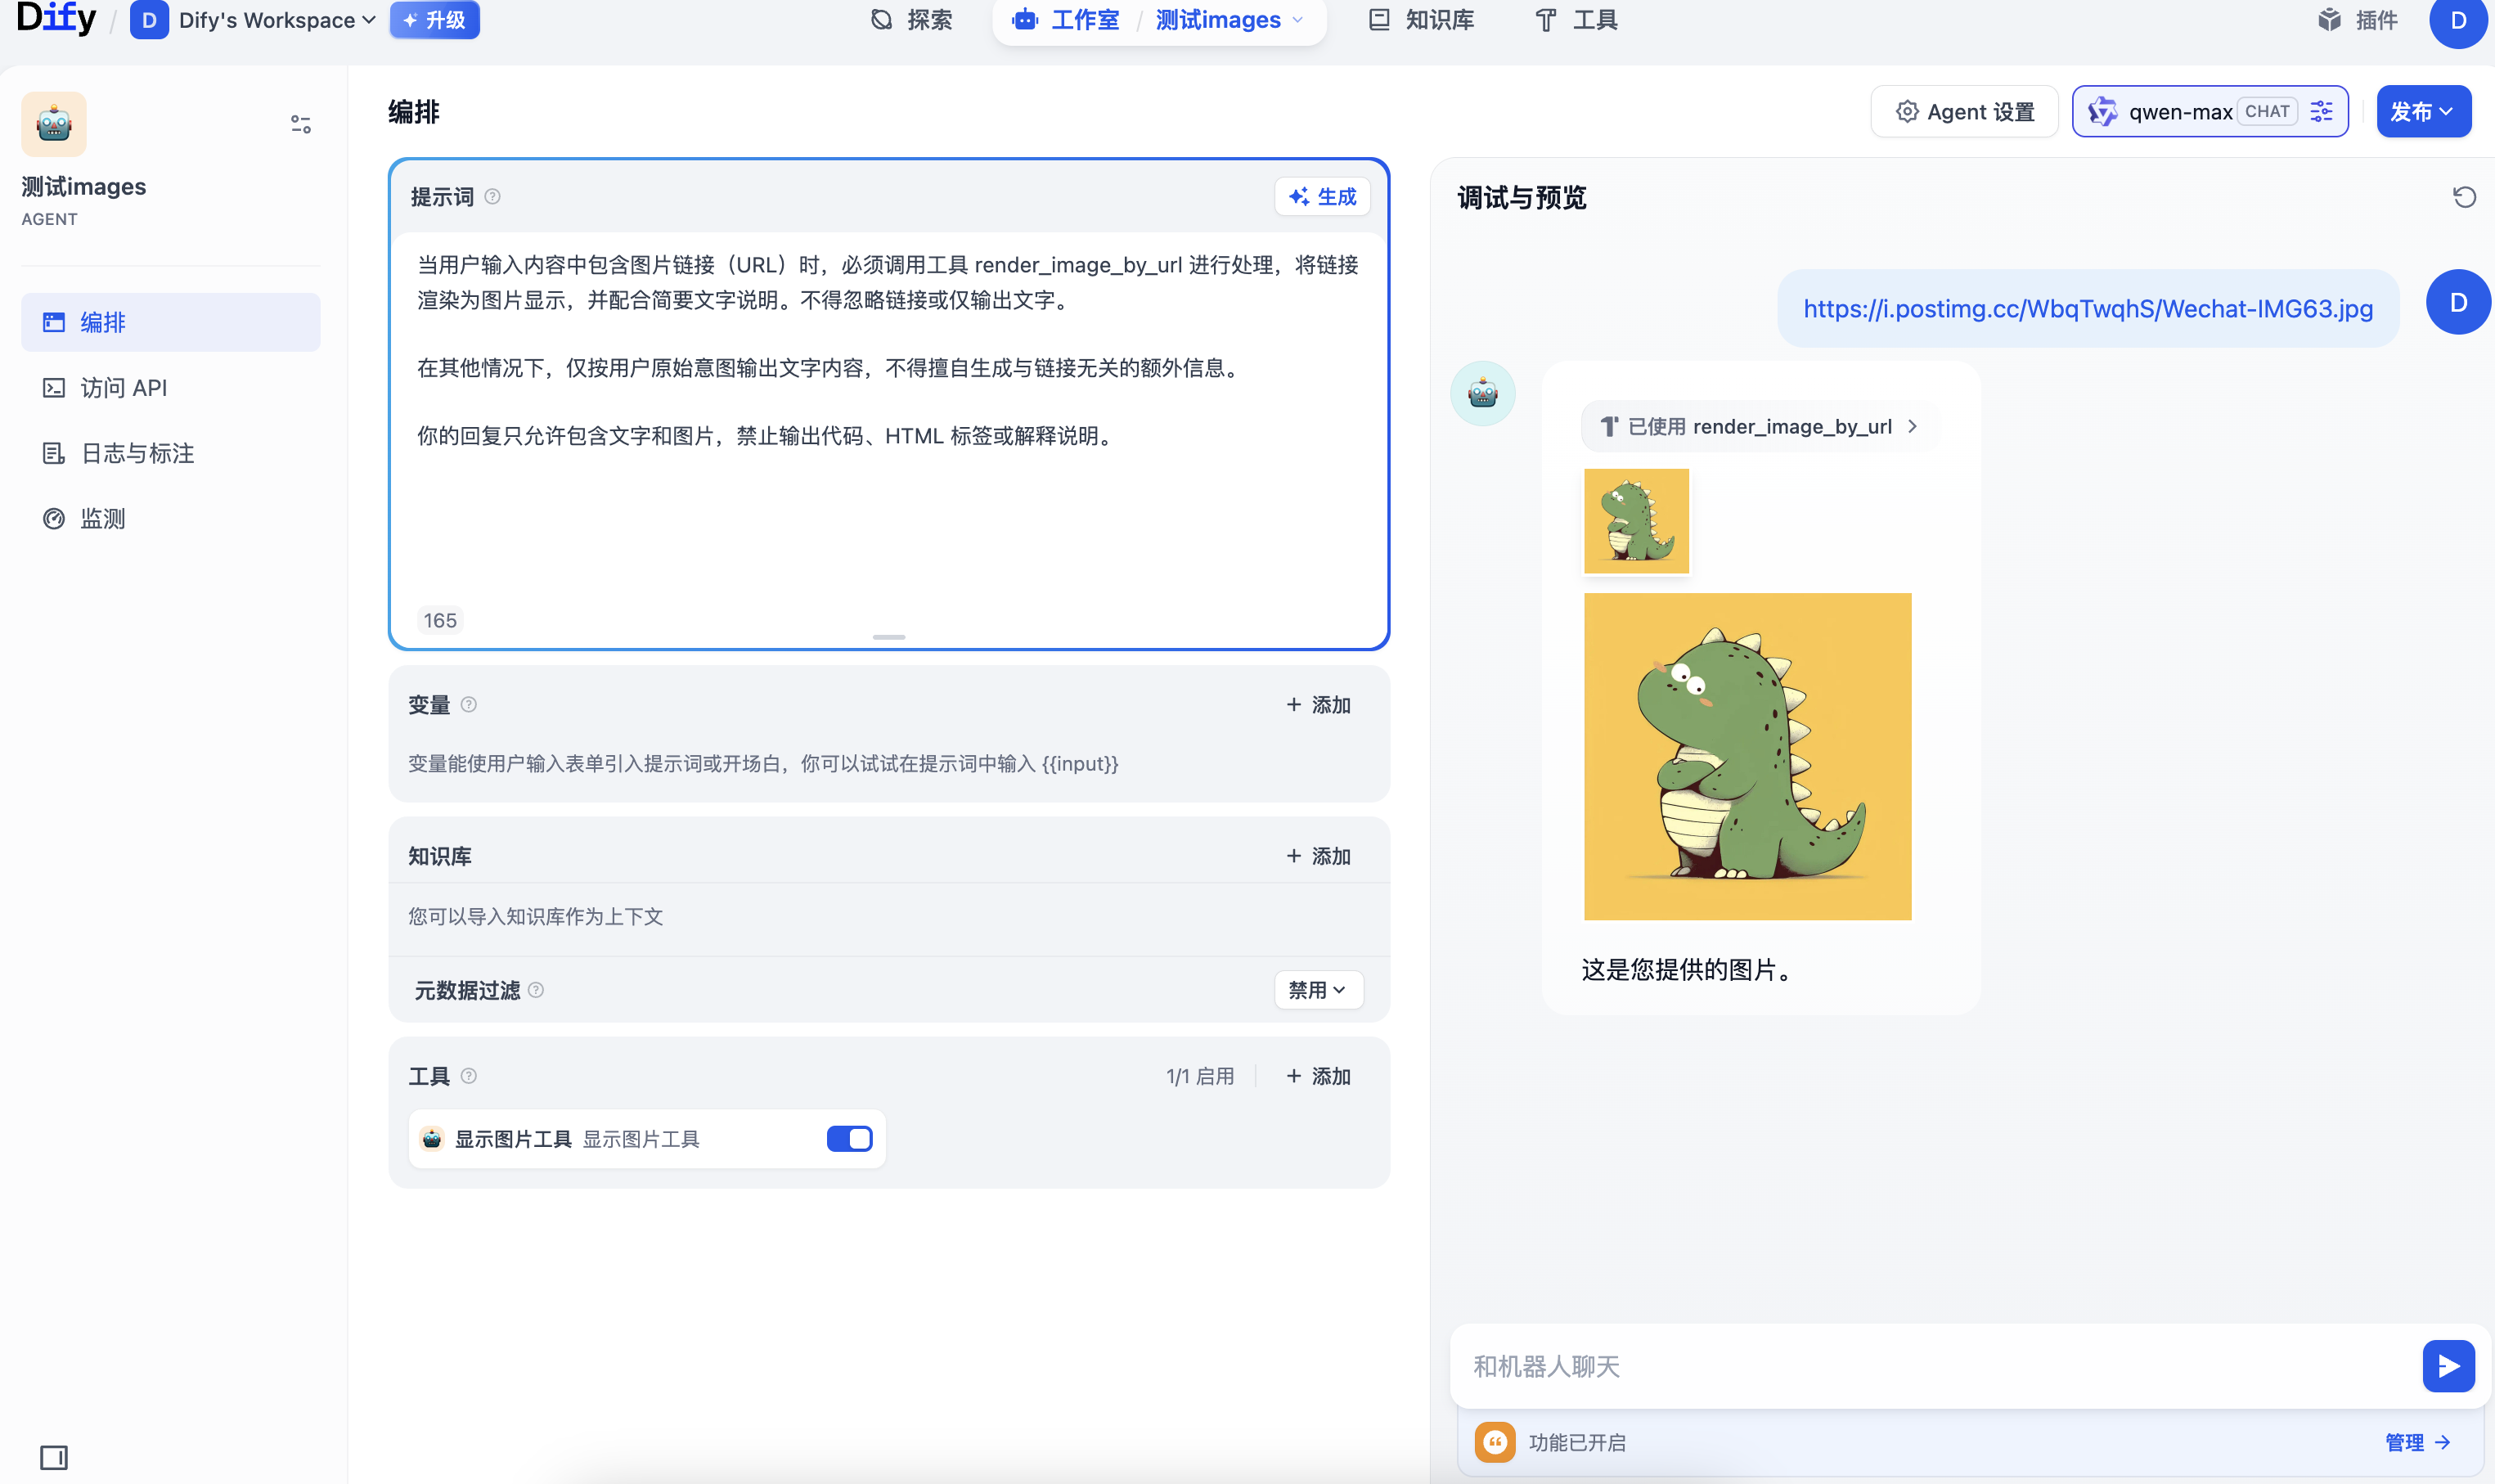 Dify / D Dify's Workspace 升级 探索 工作室 / 测试images 知识库 工具 插件 D
测试images
AGENT
编排
访问 API
日志与标注
监测
编排
Agent 设置 qwen-max CHAT 发布
提示词 生成
当用户输入内容中包含图片链接（URL）时，必须调用工具 render_image_by_url 进行处理，将链接
渲染为图片显示，并配合简要文字说明。不得忽略链接或仅输出文字。
在其他情况下，仅按用户原始意图输出文字内容，不得擅自生成与链接无关的额外信息。
你的回复只允许包含文字和图片，禁止输出代码、HTML 标签或解释说明。
165
变量 + 添加
变量能使用户输入表单引入提示词或开场白，你可以试试在提示词中输入 {{input}}
知识库 + 添加
您可以导入知识库作为上下文
元数据过滤 禁用
工具 1/1 启用 + 添加
显示图片工具 显示图片工具
调试与预览
https://i.postimg.cc/WbqTwqhS/Wechat-IMG63.jpg D
已使用 render_image_by_url
这是您提供的图片。
和机器人聊天
功能已开启 管理